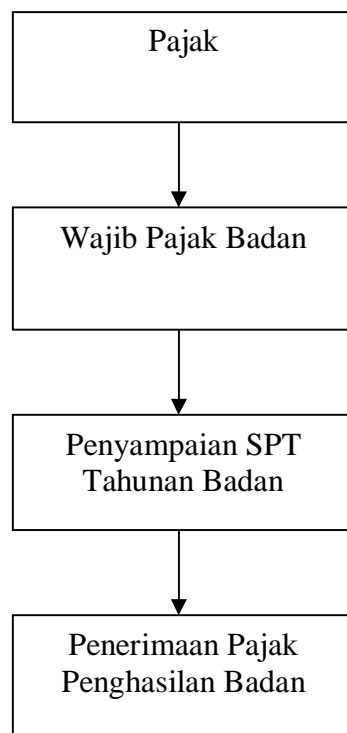 Pajak
Wajib Pajak Badan
Penyampaian SPT
Tahunan Badan
Penerimaan Pajak
Penghasilan Badan